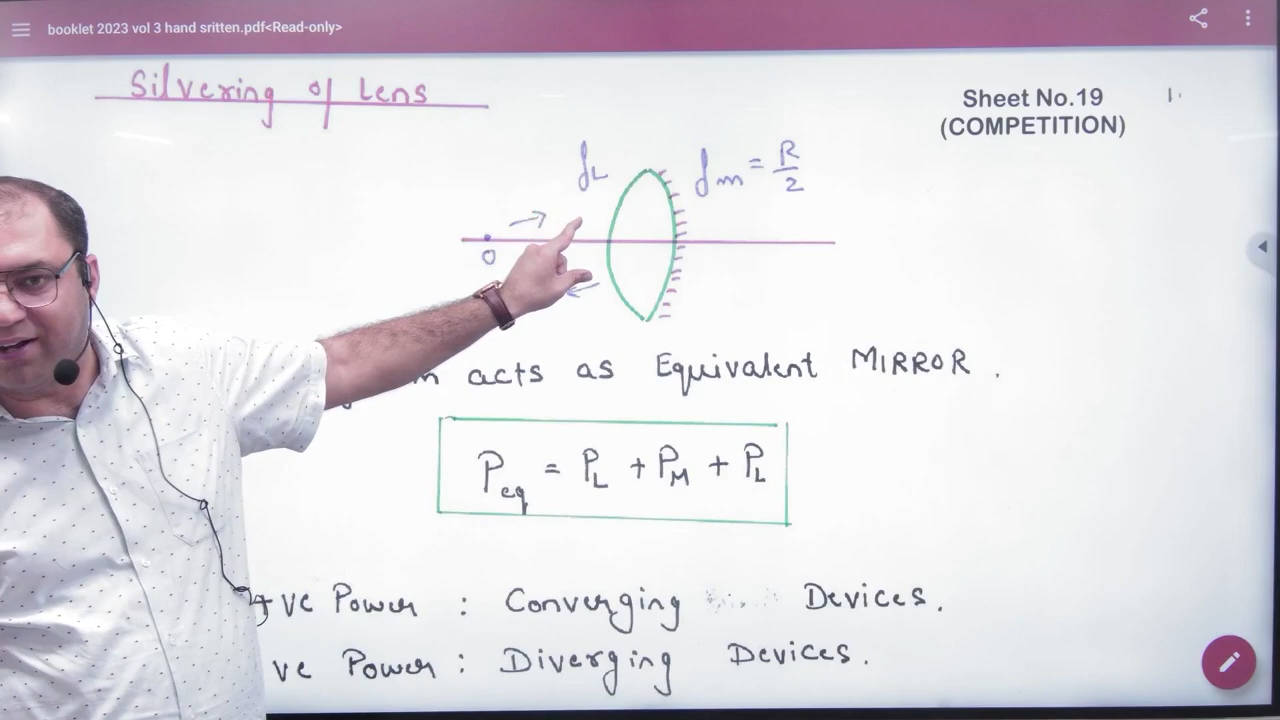 booklet 2023 vol 3 hand sritten.pdf<Read-only>
Silvering of Lens
Sheet No.19
(COMPETITION)
1.
fL
fm = R/2
O
acts as Equivalent MIRROR.
Peq = PL + PM + PL
+ve Power : Converging Devices.
ve Power : Diverging Devices.